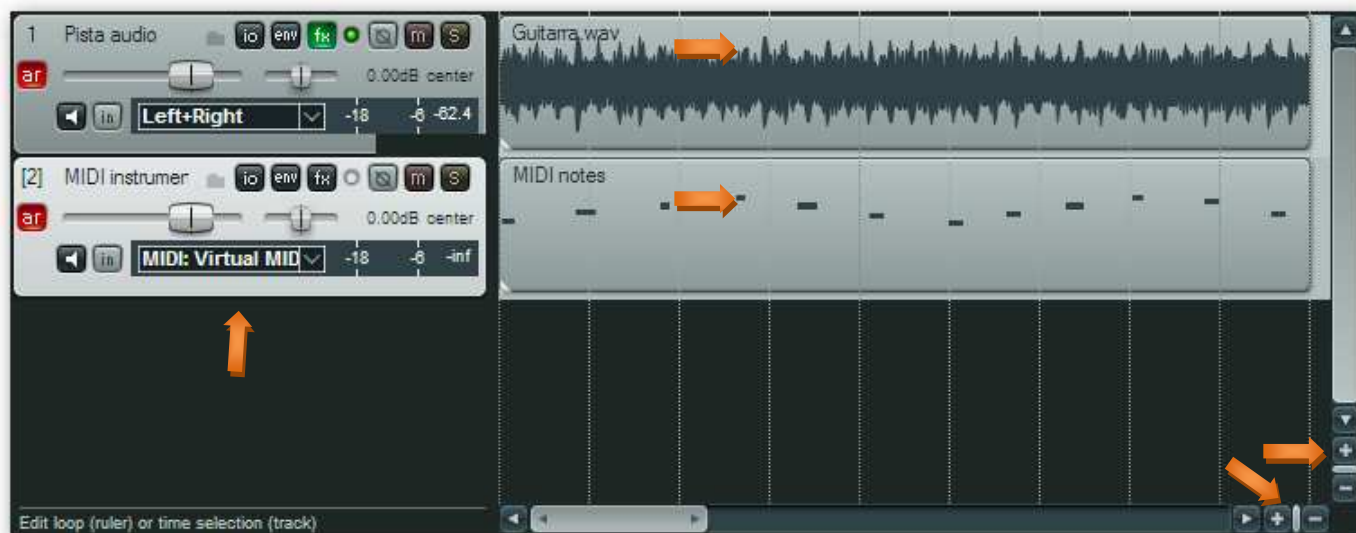 1 Pista audio io env fx m s
Guitarra.wav
ar 0.00dB center
in Left+Right -18 -6 -62.4
[2] MIDI instrumer io env fx m s
MIDI notes
ar 0.00dB center
in MIDI: Virtual MID -18 -6 -inf
Edit loop (ruler) or time selection (track)